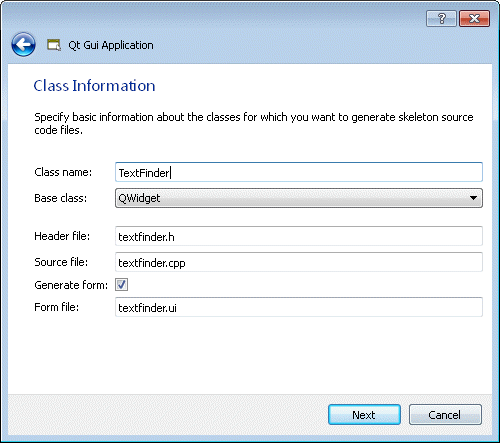 ?
Qt Gui Application
Class Information
Specify basic information about the classes for which you want to generate skeleton source
code files.
Class name: TextFinder
Base class: QWidget
Header file: textfinder.h
Source file: textfinder.cpp
Generate form:
Form file: textfinder.ui
Next Cancel